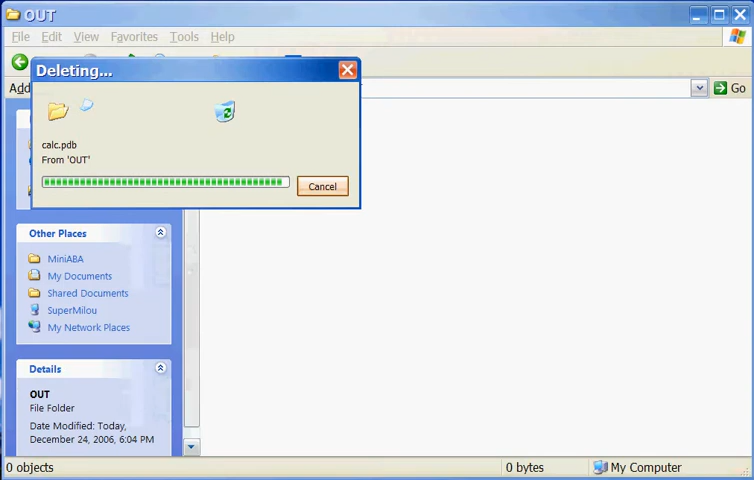 OUT
File Edit View Favorites Tools Help
Deleting...
Go
calc.pdb
From 'OUT'
Cancel
Other Places
MiniABA
My Documents
Shared Documents
SuperMilou
My Network Places
Details
OUT
File Folder
Date Modified: Today,
December 24, 2006, 6:04 PM
0 objects
0 bytes
My Computer